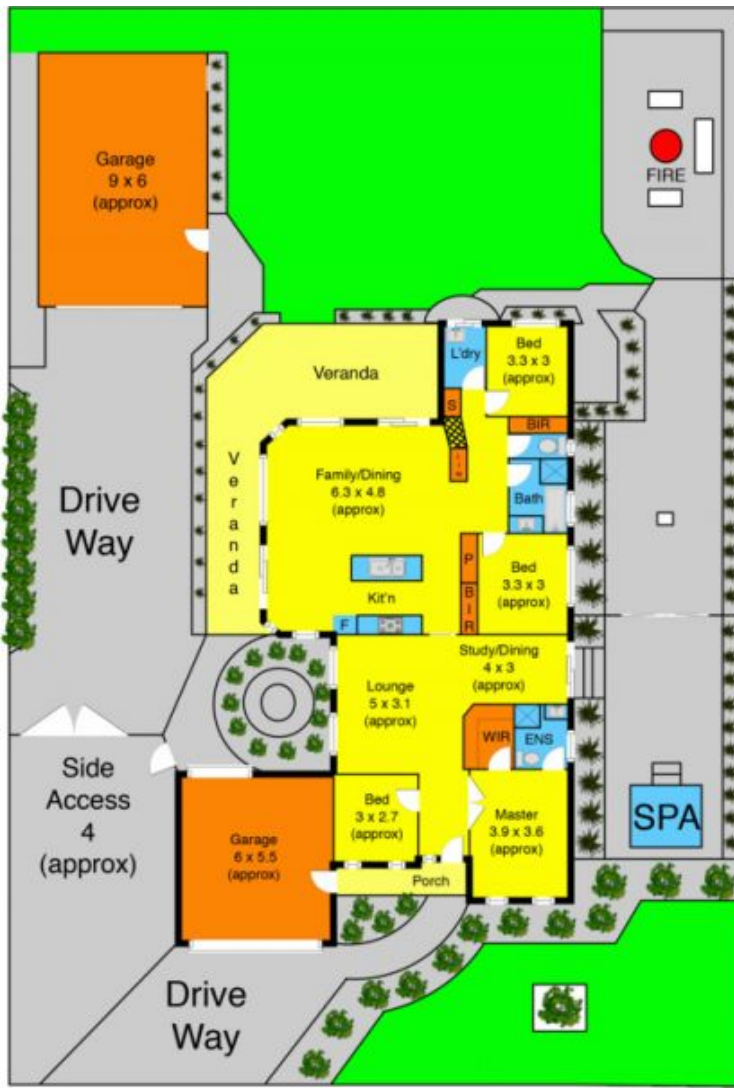 Garage
9 x 6
(approx)
FIRE
Veranda
L'dry
Bed
3.3 x 3
(approx)
S
BIR
Veranda
Family/Dining
6.3 x 4.8
(approx)
Bath
Drive
Way
P
BIR
Bed
3.3 x 3
(approx)
Kit'n
F
Study/Dining
4 x 3
(approx)
Lounge
5 x 3.1
(approx)
WIR
ENS
Side
Access
4
(approx)
SPA
Bed
3 x 2.7
(approx)
Master
3.9 x 3.6
(approx)
Garage
6 x 5.5
(approx)
Porch
Drive
Way